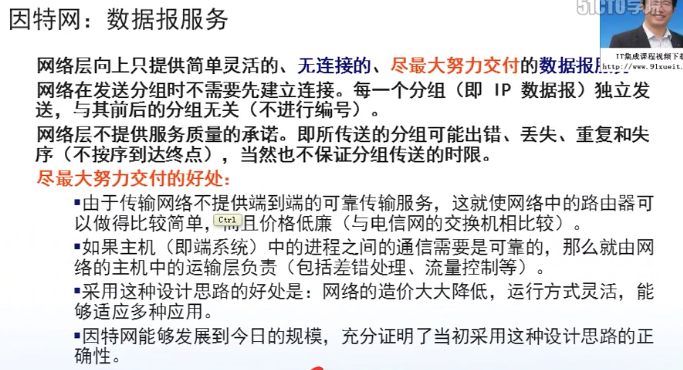 因特网：数据报服务
51CTO学院
IT集成课程视频下载
http://www.91xueit.com
网络层向上只提供简单灵活的、无连接的、尽最大努力交付的数据报服
网络在发送分组时不需要先建立连接。每一个分组（即 IP 数据报）独立发
送，与其前后的分组无关（不进行编号）。
网络层不提供服务质量的承诺。即所传送的分组可能出错、丢失、重复和失
序（不按序到达终点），当然也不保证分组传送的时限。
尽最大努力交付的好处：
由于传输网络不提供端到端的可靠传输服务，这就使网络中的路由器可
以做得比较简单，而且价格低廉（与电信网的交换机相比较）。
Ctrl
如果主机（即端系统）中的进程之间的通信需要是可靠的，那么就由网
络的主机中的运输层负责（包括差错处理、流量控制等）。
采用这种设计思路的好处是：网络的造价大大降低，运行方式灵活，能
够适应多种应用。
因特网能够发展到今日的规模，充分证明了当初采用这种设计思路的正
确性。